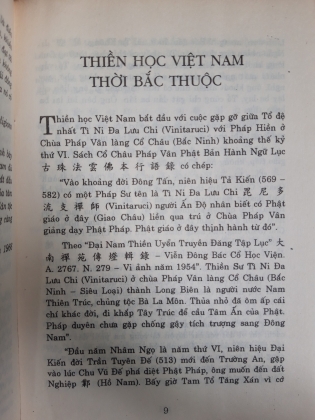 THIỀN HỌC VIỆT NAM
THỜI BẮC THUỘC
Thiền học Việt Nam bắt đầu với cuộc gặp gỡ giữa Tổ đệ
nhất Ti Ni Đa Lưu Chi (Vinitaruci) với Pháp Hiền ở
Chùa Pháp Vân làng Cổ Châu (Bắc Ninh) khoảng thế kỷ
thứ VI. Sách Cổ Châu Pháp Vân Phật Bản Hành Ngữ Lục
古 珠 法 雲 佛 本 行 語 錄 có chép:
“Vào khoảng đời Đông Tấn, niên hiệu Tả Kiến (569 –
582) có một Pháp Sư tên là Ti Ni Đa Lưu Chi 毘 尼 多
流 支 禪 師 (Vinitaruci) người Ấn Độ nhân biết có Phật
giáo ở đây (Giao Châu) liền qua trú ở Chùa Pháp Vân
giảng dạy Phật Pháp. Phật giáo ở đây thịnh hành từ đó”.
Theo “Đại Nam Thiền Uyển Truyền Đăng Tập Lục” 大
南 禪 苑 傳 燈 輯 錄 – Viễn Đông Bác Cổ Học Viện.
A. 2767. N. 279 – Vi ảnh năm 1954”. Thiền Sư Ti Ni Đa
Lưu Chi (Vinitaruci) ở chùa Pháp Vân làng Cổ Châu (Bắc
Ninh – Siêu Loại) thành Long Biên là người nước Nam
Thiên Trúc, chủng tộc Bà La Môn. Thủa nhỏ đã ôm ấp cái
chí khác đời, đi khắp Tây Trúc để cầu Tâm Ấn của Phật.
Pháp duyên chưa gặp chống gậy tích trượng sang Đông
Nam”.
“Đầu năm Nhâm Ngọ là năm thứ VI, niên hiệu Đại
Kiến đời Trần Tuyên Đế (513) mới đến Trường An, gặp
vào lúc Chu Vũ Đế phá diệt Phật Pháp, ông muốn đến đất
Nghiệp 鄴 (Hồ Nam). Bấy giờ Tam Tổ Tăng Xán vì cớ
9